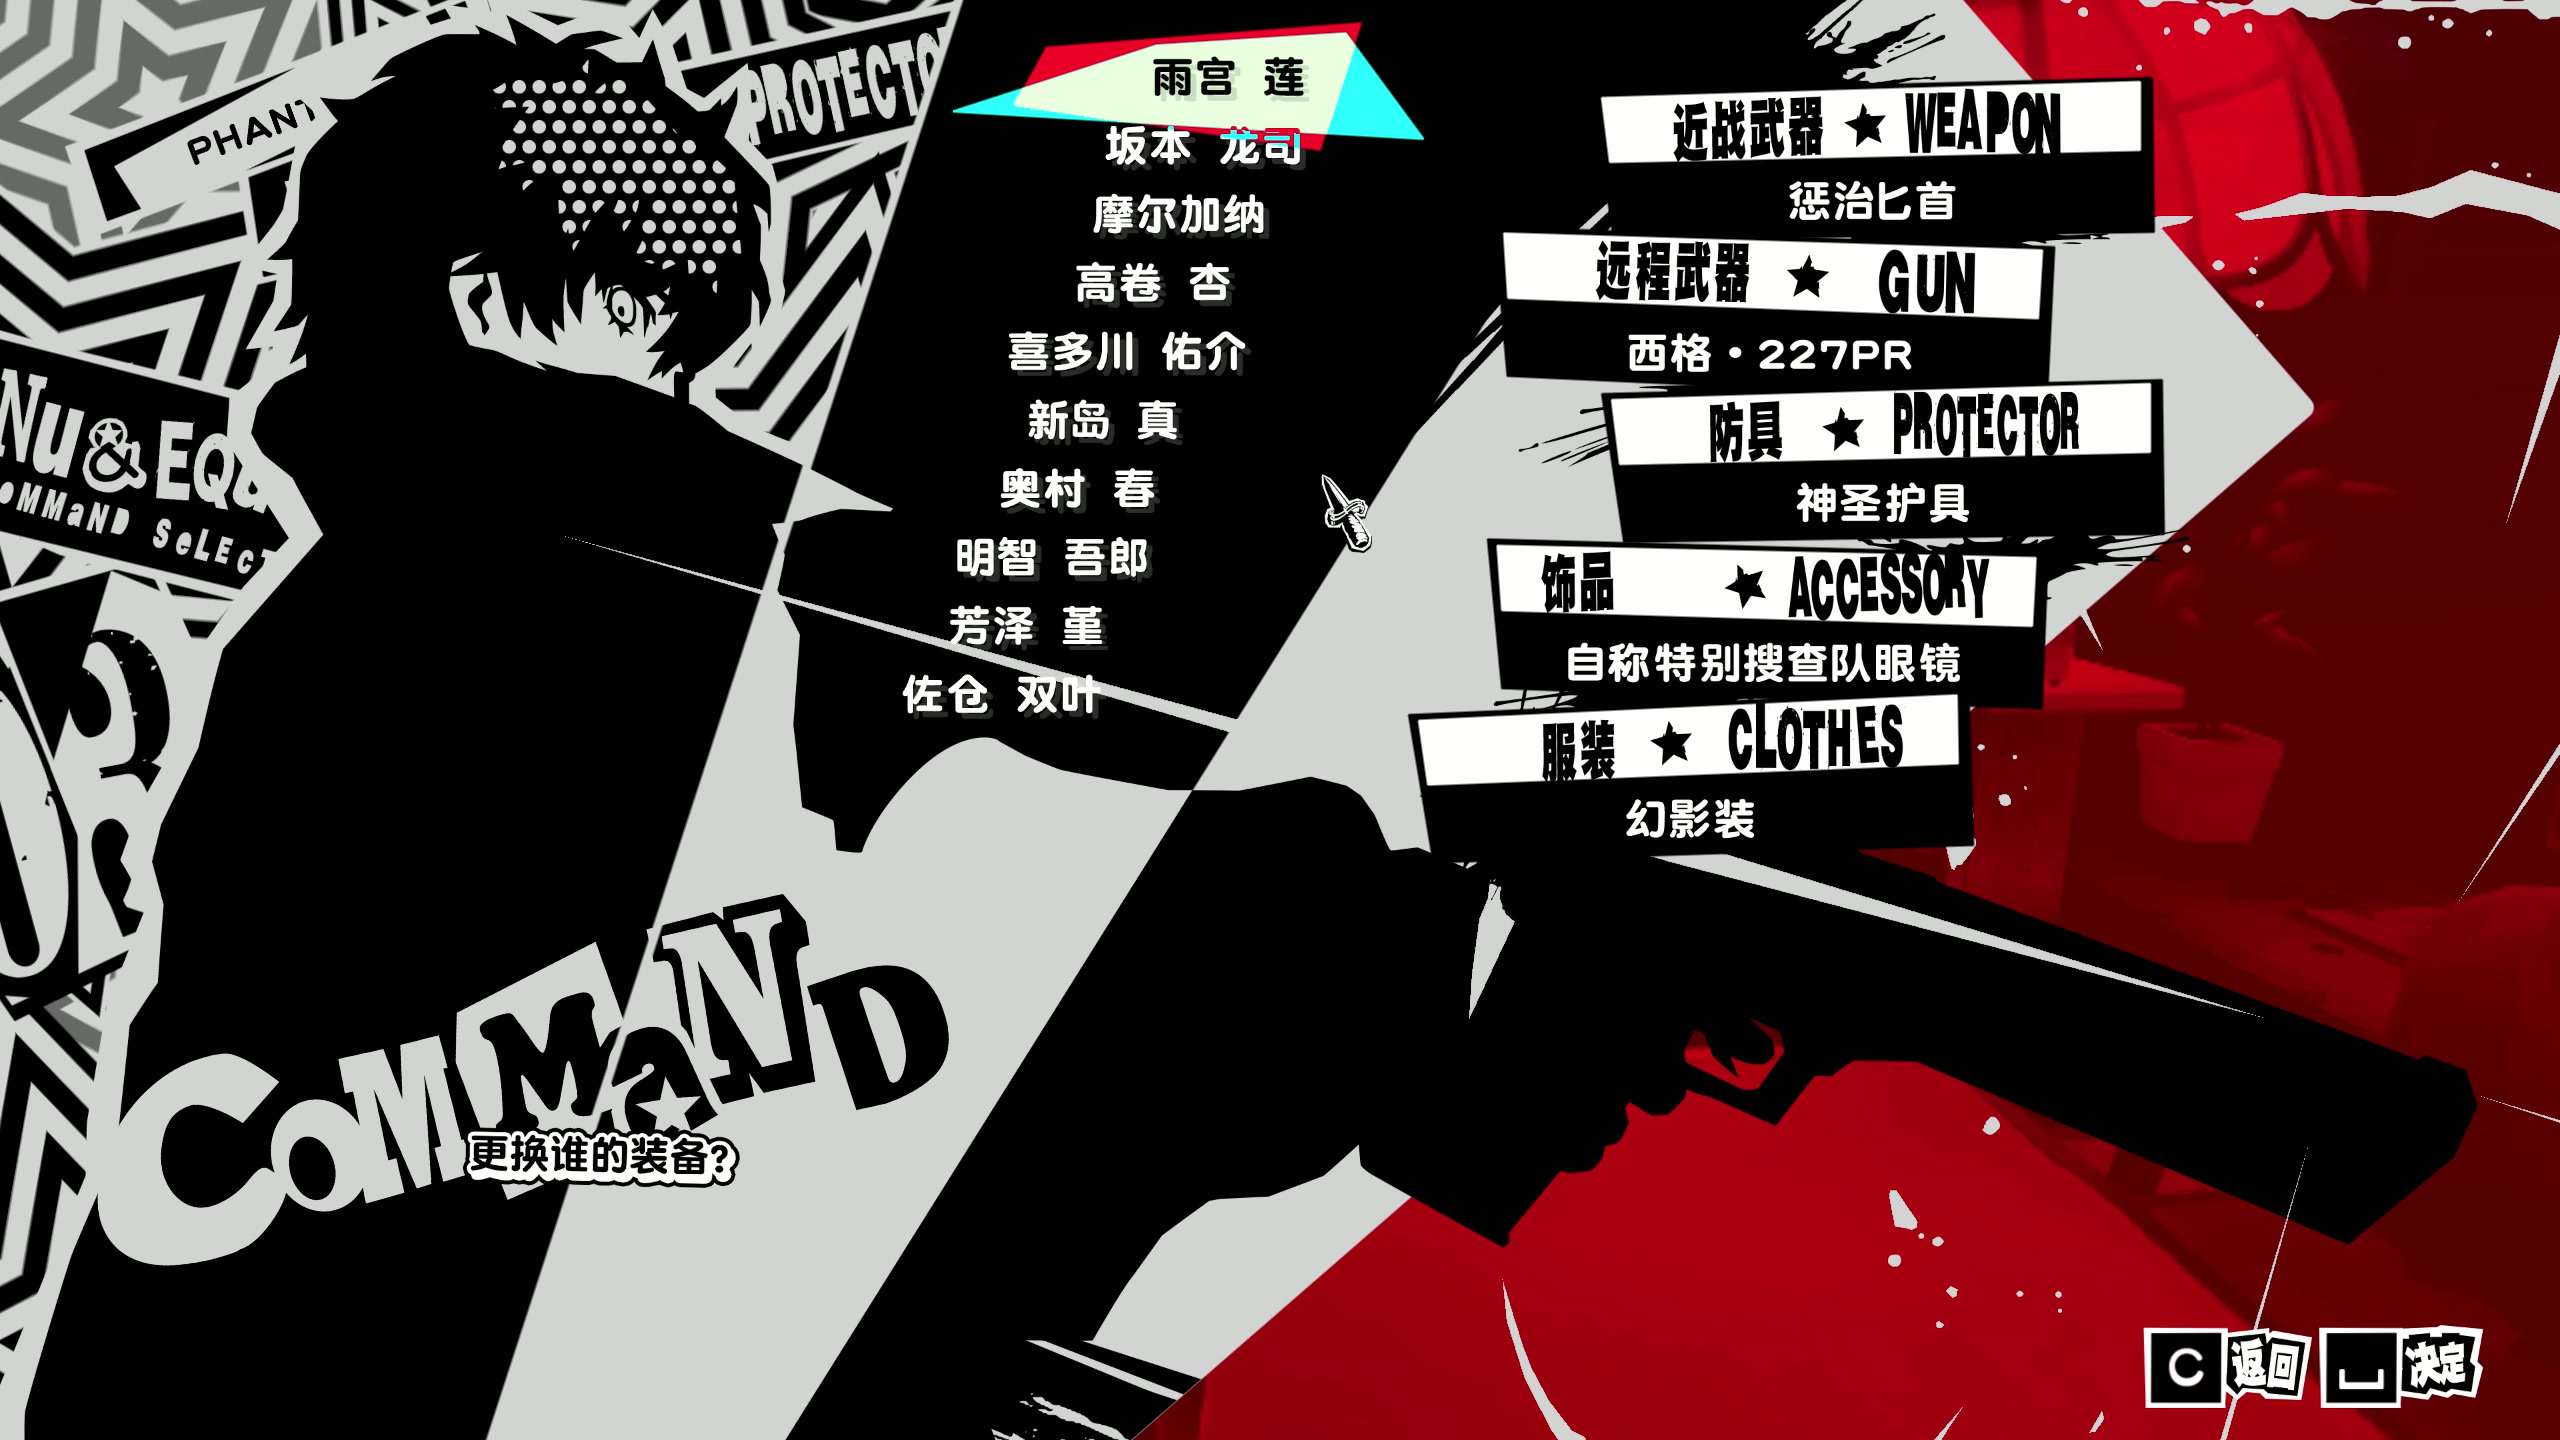 PHANT
PROTECTO
Nu&EQu
COMMaND SeLEcT
雨宫 莲
坂本 龙司
摩尔加纳
高卷 杏
喜多川 佑介
新岛 真
奥村 春
明智 吾郎
芳泽 堇
佐仓 双叶
近战武器 ★ WEAPON
惩治匕首
远程武器 ★ GUN
西格·227PR
防具 ★ PROTECTOR
神圣护具
饰品 ★ ACCESSORY
自称特别搜查队眼镜
服装 ★ CLOTHES
幻影装
CoMMaND
更换谁的装备?
C 返回 ␣ 决定